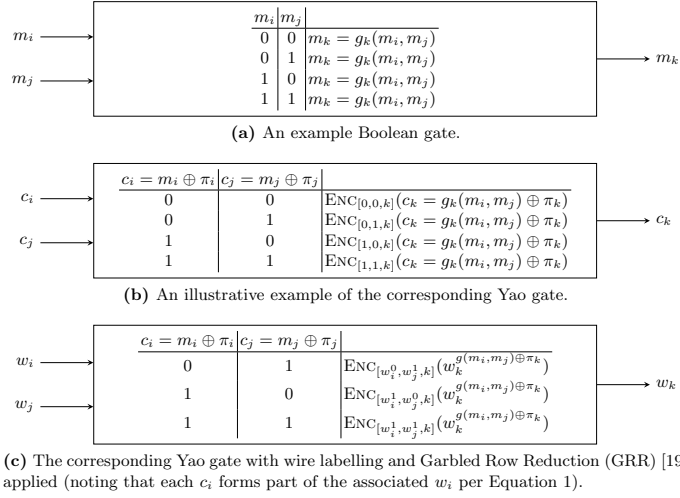 m_i m_j
m_i 0 0 m_k = g_k(m_i, m_j)
0 1 m_k = g_k(m_i, m_j) m_k
m_j 1 0 m_k = g_k(m_i, m_j)
1 1 m_k = g_k(m_i, m_j)
(a) An example Boolean gate.
c_i = m_i ⊕ π_i c_j = m_j ⊕ π_j
c_i 0 0 ENC_[0,0,k](c_k = g_k(m_i, m_j) ⊕ π_k)
0 1 ENC_[0,1,k](c_k = g_k(m_i, m_j) ⊕ π_k) c_k
c_j 1 0 ENC_[1,0,k](c_k = g_k(m_i, m_j) ⊕ π_k)
1 1 ENC_[1,1,k](c_k = g_k(m_i, m_j) ⊕ π_k)
(b) An illustrative example of the corresponding Yao gate.
c_i = m_i ⊕ π_i c_j = m_j ⊕ π_j
w_i 0 1 ENC_[w_i^0,w_j^1,k](w_k^{g(m_i,m_j)⊕π_k})
1 0 ENC_[w_i^1,w_j^0,k](w_k^{g(m_i,m_j)⊕π_k}) w_k
w_j 1 1 ENC_[w_i^1,w_j^1,k](w_k^{g(m_i,m_j)⊕π_k})
(c) The corresponding Yao gate with wire labelling and Garbled Row Reduction (GRR) [19
applied (noting that each c_i forms part of the associated w_i per Equation 1).